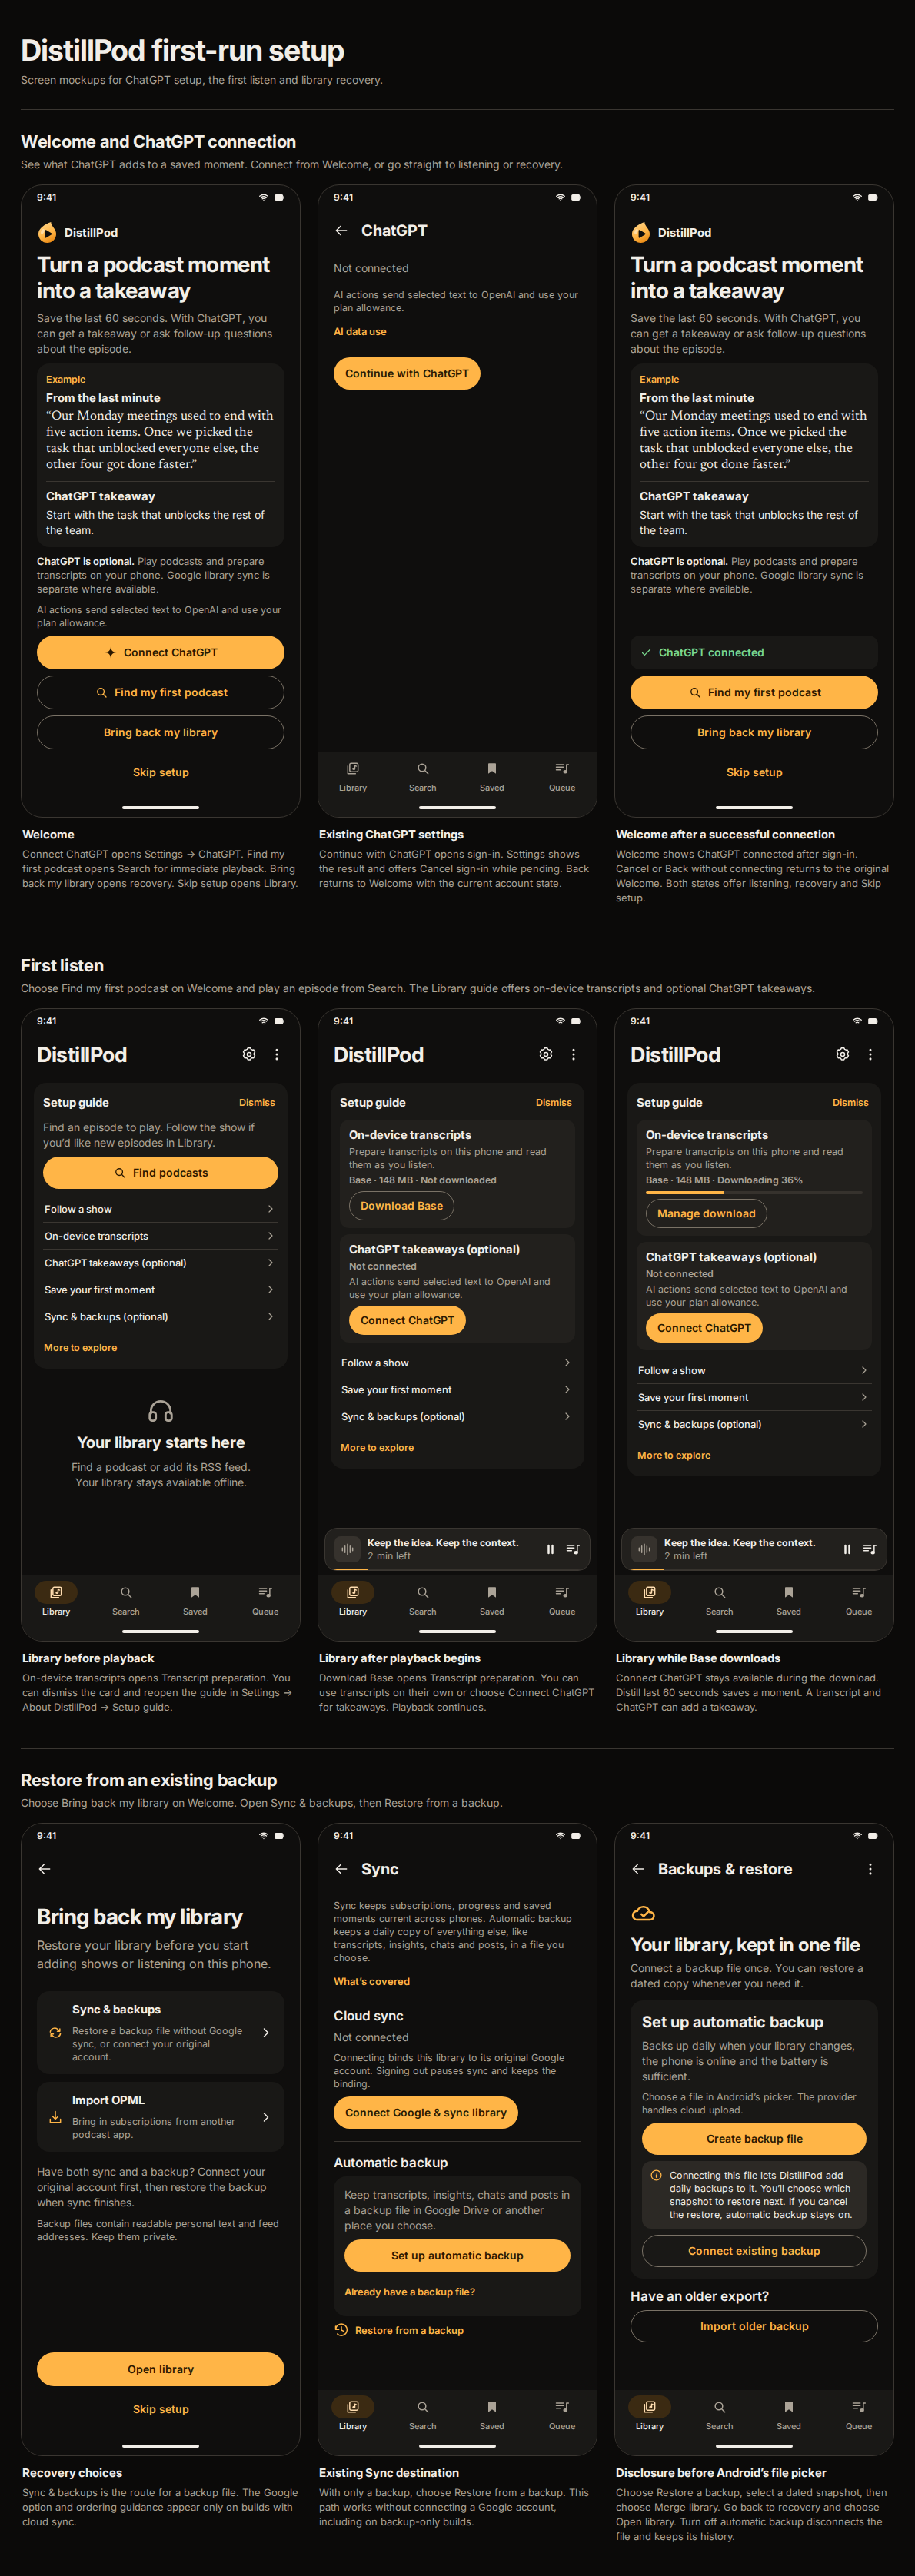 DistillPod first-run setup
Screen mockups for ChatGPT setup, the first listen and library recovery.
Welcome and ChatGPT connection
See what ChatGPT adds to a saved moment. Connect from Welcome, or go straight to listening or recovery.
9:41
DistillPod
Turn a podcast moment
into a takeaway
Save the last 60 seconds. With ChatGPT, you
can get a takeaway or ask follow-up questions
about the episode.
Example
From the last minute
“Our Monday meetings used to end with
five action items. Once we picked the
task that unblocked everyone else, the
other four got done faster.”
ChatGPT takeaway
Start with the task that unblocks the rest of
the team.
ChatGPT is optional. Play podcasts and prepare
transcripts on your phone. Google library sync is
separate where available.
AI actions send selected text to OpenAI and use your
plan allowance.
Connect ChatGPT
Find my first podcast
Bring back my library
Skip setup
Welcome
Connect ChatGPT opens Settings → ChatGPT. Find my
first podcast opens Search for immediate playback. Bring
back my library opens recovery. Skip setup opens Library.
9:41
ChatGPT
Not connected
AI actions send selected text to OpenAI and use your
plan allowance.
AI data use
Continue with ChatGPT
Library
Search
Saved
Queue
Existing ChatGPT settings
Continue with ChatGPT opens sign-in. Settings shows
the result and offers Cancel sign-in while pending. Back
returns to Welcome with the current account state.
9:41
DistillPod
Turn a podcast moment
into a takeaway
Save the last 60 seconds. With ChatGPT, you
can get a takeaway or ask follow-up questions
about the episode.
Example
From the last minute
“Our Monday meetings used to end with
five action items. Once we picked the
task that unblocked everyone else, the
other four got done faster.”
ChatGPT takeaway
Start with the task that unblocks the rest of
the team.
ChatGPT is optional. Play podcasts and prepare
transcripts on your phone. Google library sync is
separate where available.
ChatGPT connected
Find my first podcast
Bring back my library
Skip setup
Welcome after a successful connection
Welcome shows ChatGPT connected after sign-in.
Cancel or Back without connecting returns to the original
Welcome. Both states offer listening, recovery and Skip
setup.
First listen
Choose Find my first podcast on Welcome and play an episode from Search. The Library guide offers on-device transcripts and optional ChatGPT takeaways.
9:41
DistillPod
Setup guide
Dismiss
Find an episode to play. Follow the show if
you’d like new episodes in Library.
Find podcasts
Follow a show
On-device transcripts
ChatGPT takeaways (optional)
Save your first moment
Sync & backups (optional)
More to explore
Your library starts here
Find a podcast or add its RSS feed.
Your library stays available offline.
Library
Search
Saved
Queue
Library before playback
On-device transcripts opens Transcript preparation. You
can dismiss the card and reopen the guide in Settings →
About DistillPod → Setup guide.
9:41
DistillPod
Setup guide
Dismiss
On-device transcripts
Prepare transcripts on this phone and read
them as you listen.
Base · 148 MB · Not downloaded
Download Base
ChatGPT takeaways (optional)
Not connected
AI actions send selected text to OpenAI and
use your plan allowance.
Connect ChatGPT
Follow a show
Save your first moment
Sync & backups (optional)
More to explore
Keep the idea. Keep the context.
2 min left
Library
Search
Saved
Queue
Library after playback begins
Download Base opens Transcript preparation. You can
use transcripts on their own or choose Connect ChatGPT
for takeaways. Playback continues.
9:41
DistillPod
Setup guide
Dismiss
On-device transcripts
Prepare transcripts on this phone and read
them as you listen.
Base · 148 MB · Downloading 36%
Manage download
ChatGPT takeaways (optional)
Not connected
AI actions send selected text to OpenAI and
use your plan allowance.
Connect ChatGPT
Follow a show
Save your first moment
Sync & backups (optional)
More to explore
Keep the idea. Keep the context.
2 min left
Library
Search
Saved
Queue
Library while Base downloads
Connect ChatGPT stays available during the download.
Distill last 60 seconds saves a moment. A transcript and
ChatGPT can add a takeaway.
Restore from an existing backup
Choose Bring back my library on Welcome. Open Sync & backups, then Restore from a backup.
9:41
Bring back my library
Restore your library before you start
adding shows or listening on this phone.
Sync & backups
Restore a backup file without Google
sync, or connect your original
account.
Import OPML
Bring in subscriptions from another
podcast app.
Have both sync and a backup? Connect your
original account first, then restore the backup
when sync finishes.
Backup files contain readable personal text and feed
addresses. Keep them private.
Open library
Skip setup
Recovery choices
Sync & backups is the route for a backup file. The Google
option and ordering guidance appear only on builds with
cloud sync.
9:41
Sync
Sync keeps subscriptions, progress and saved
moments current across phones. Automatic backup
keeps a daily copy of everything else, like
transcripts, insights, chats and posts, in a file you
choose.
What’s covered
Cloud sync
Not connected
Connecting binds this library to its original Google
account. Signing out pauses sync and keeps the
binding.
Connect Google & sync library
Automatic backup
Keep transcripts, insights, chats and posts in
a backup file in Google Drive or another
place you choose.
Set up automatic backup
Already have a backup file?
Restore from a backup
Library
Search
Saved
Queue
Existing Sync destination
With only a backup, choose Restore from a backup. This
path works without connecting a Google account,
including on backup-only builds.
9:41
Backups & restore
Your library, kept in one file
Connect a backup file once. You can restore a
dated copy whenever you need it.
Set up automatic backup
Backs up daily when your library changes,
the phone is online and the battery is
sufficient.
Choose a file in Android’s picker. The provider
handles cloud upload.
Create backup file
Connecting this file lets DistillPod add
daily backups to it. You’ll choose which
snapshot to restore next. If you cancel
the restore, automatic backup stays on.
Connect existing backup
Have an older export?
Import older backup
Library
Search
Saved
Queue
Disclosure before Android’s file picker
Choose Restore a backup, select a dated snapshot, then
choose Merge library. Go back to recovery and choose
Open library. Turn off automatic backup disconnects the
file and keeps its history.